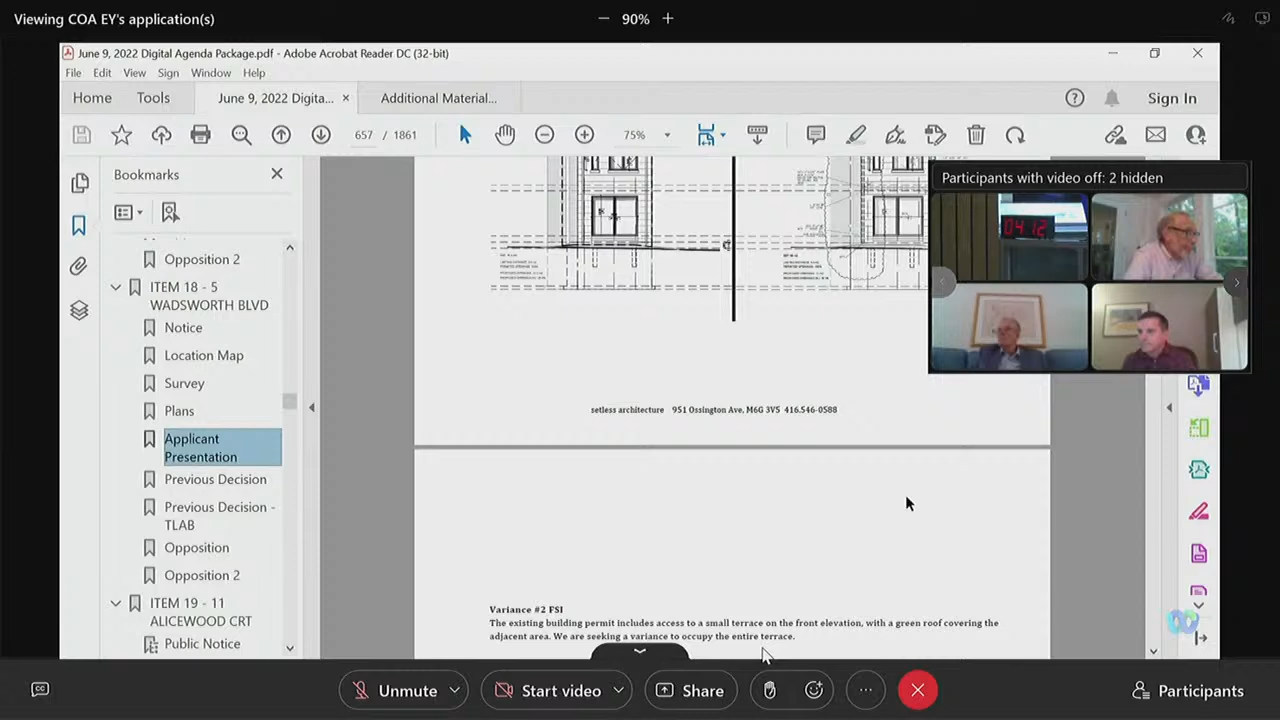 Viewing COA EY's application(s)
90%
June 9, 2022 Digital Agenda Package.pdf - Adobe Acrobat Reader DC (32-bit)
File Edit View Sign Window Help
Home Tools June 9, 2022 Digita... × Additional Material... Sign In
657 / 1861 75%
Bookmarks
Opposition 2
ITEM 18 - 5
WADSWORTH BLVD
Notice
Location Map
Survey
Plans
Applicant
Presentation
Previous Decision
Previous Decision -
TLAB
Opposition
Opposition 2
ITEM 19 - 11
ALICEWOOD CRT
Public Notice
Participants with video off: 2 hidden
04:12
setless architecture 951 Ossington Ave, M6G 3V5 416.546-0588
Variance #2 FSI
The existing building permit includes access to a small terrace on the front elevation, with a green roof covering the
adjacent area. We are seeking a variance to occupy the entire terrace.
CC Unmute Start video Share Participants